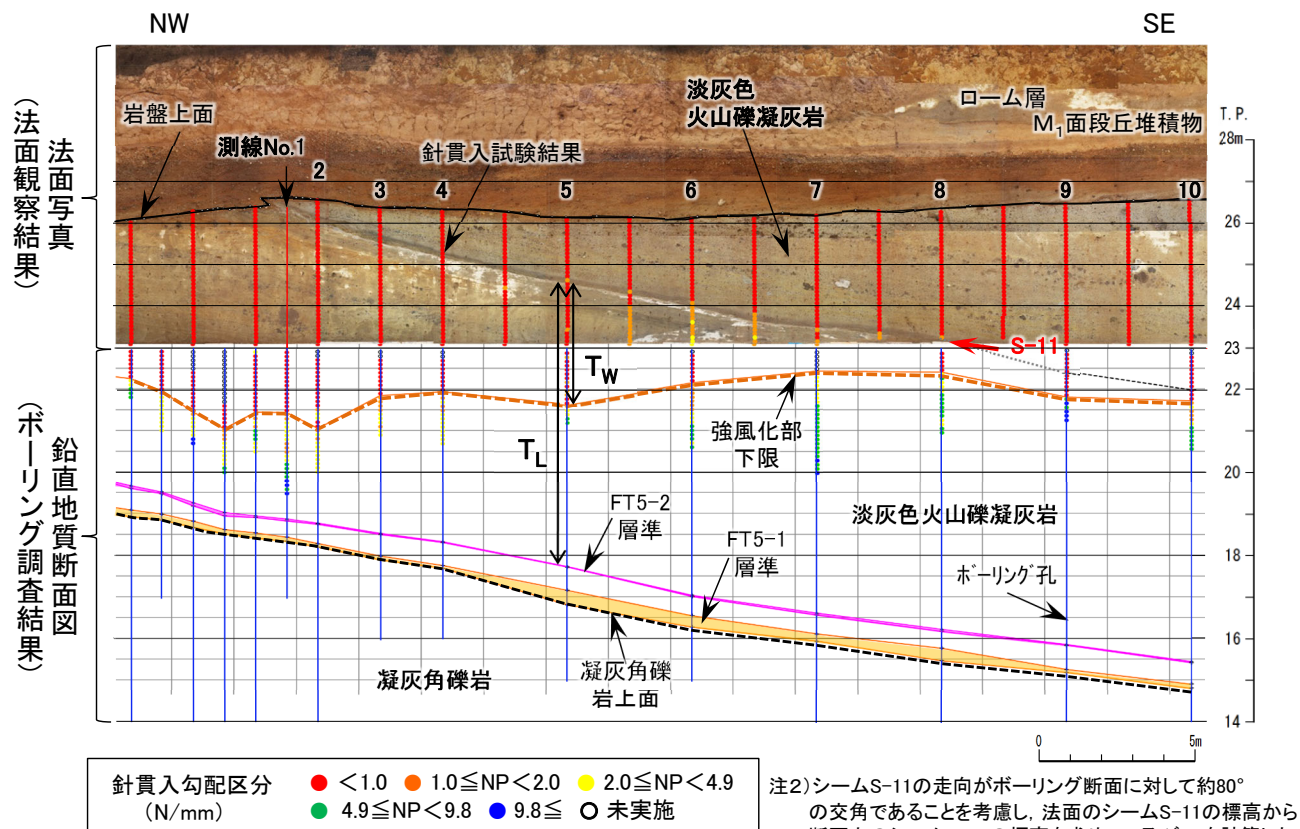 NW
SE
法面写真
（法面観察結果）
岩盤上面
測線No.1
2
3
4
5
6
7
8
9
10
針貫入試験結果
淡灰色
火山礫凝灰岩
ローム層
M₁面段丘堆積物
T.P.
28m
26
24
23
22
20
18
16
14
S-11
TW
TL
強風化部
下限
鉛直地質断面図
（ボーリング調査結果）
FT5-2
層準
FT5-1
層準
淡灰色火山礫凝灰岩
ﾎﾞｰﾘﾝｸﾞ孔
凝灰角礫岩
凝灰角礫
岩上面
0 5m
針貫入勾配区分
(N/mm)
<1.0 1.0≦NP<2.0 2.0≦NP<4.9
4.9≦NP<9.8 9.8≦ 未実施
注2)シームS-11の走向がボーリング断面に対して約80°
の交角であることを考慮し，法面のシームS-11の標高から